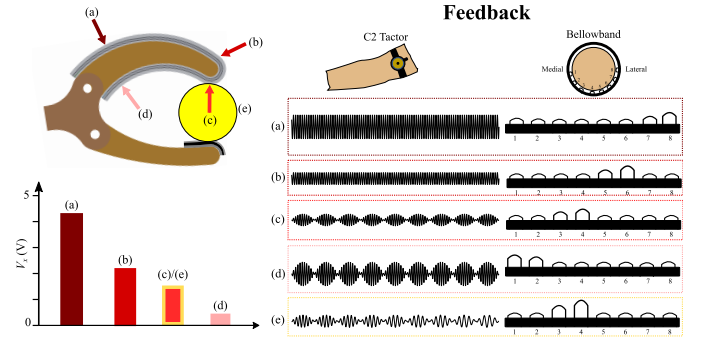 Feedback
C2 Tactor
Bellowband
Medial
Lateral
(a)
(b)
(c)
(d)
(e)
(a)
1 2 3 4 5 6 7 8
(b)
1 2 3 4 5 6 7 8
(c)
1 2 3 4 5 6 7 8
(d)
1 2 3 4 5 6 7 8
(e)
1 2 3 4 5 6 7 8
5
Vx (V)
0
(a)
(b)
(c)/(e)
(d)